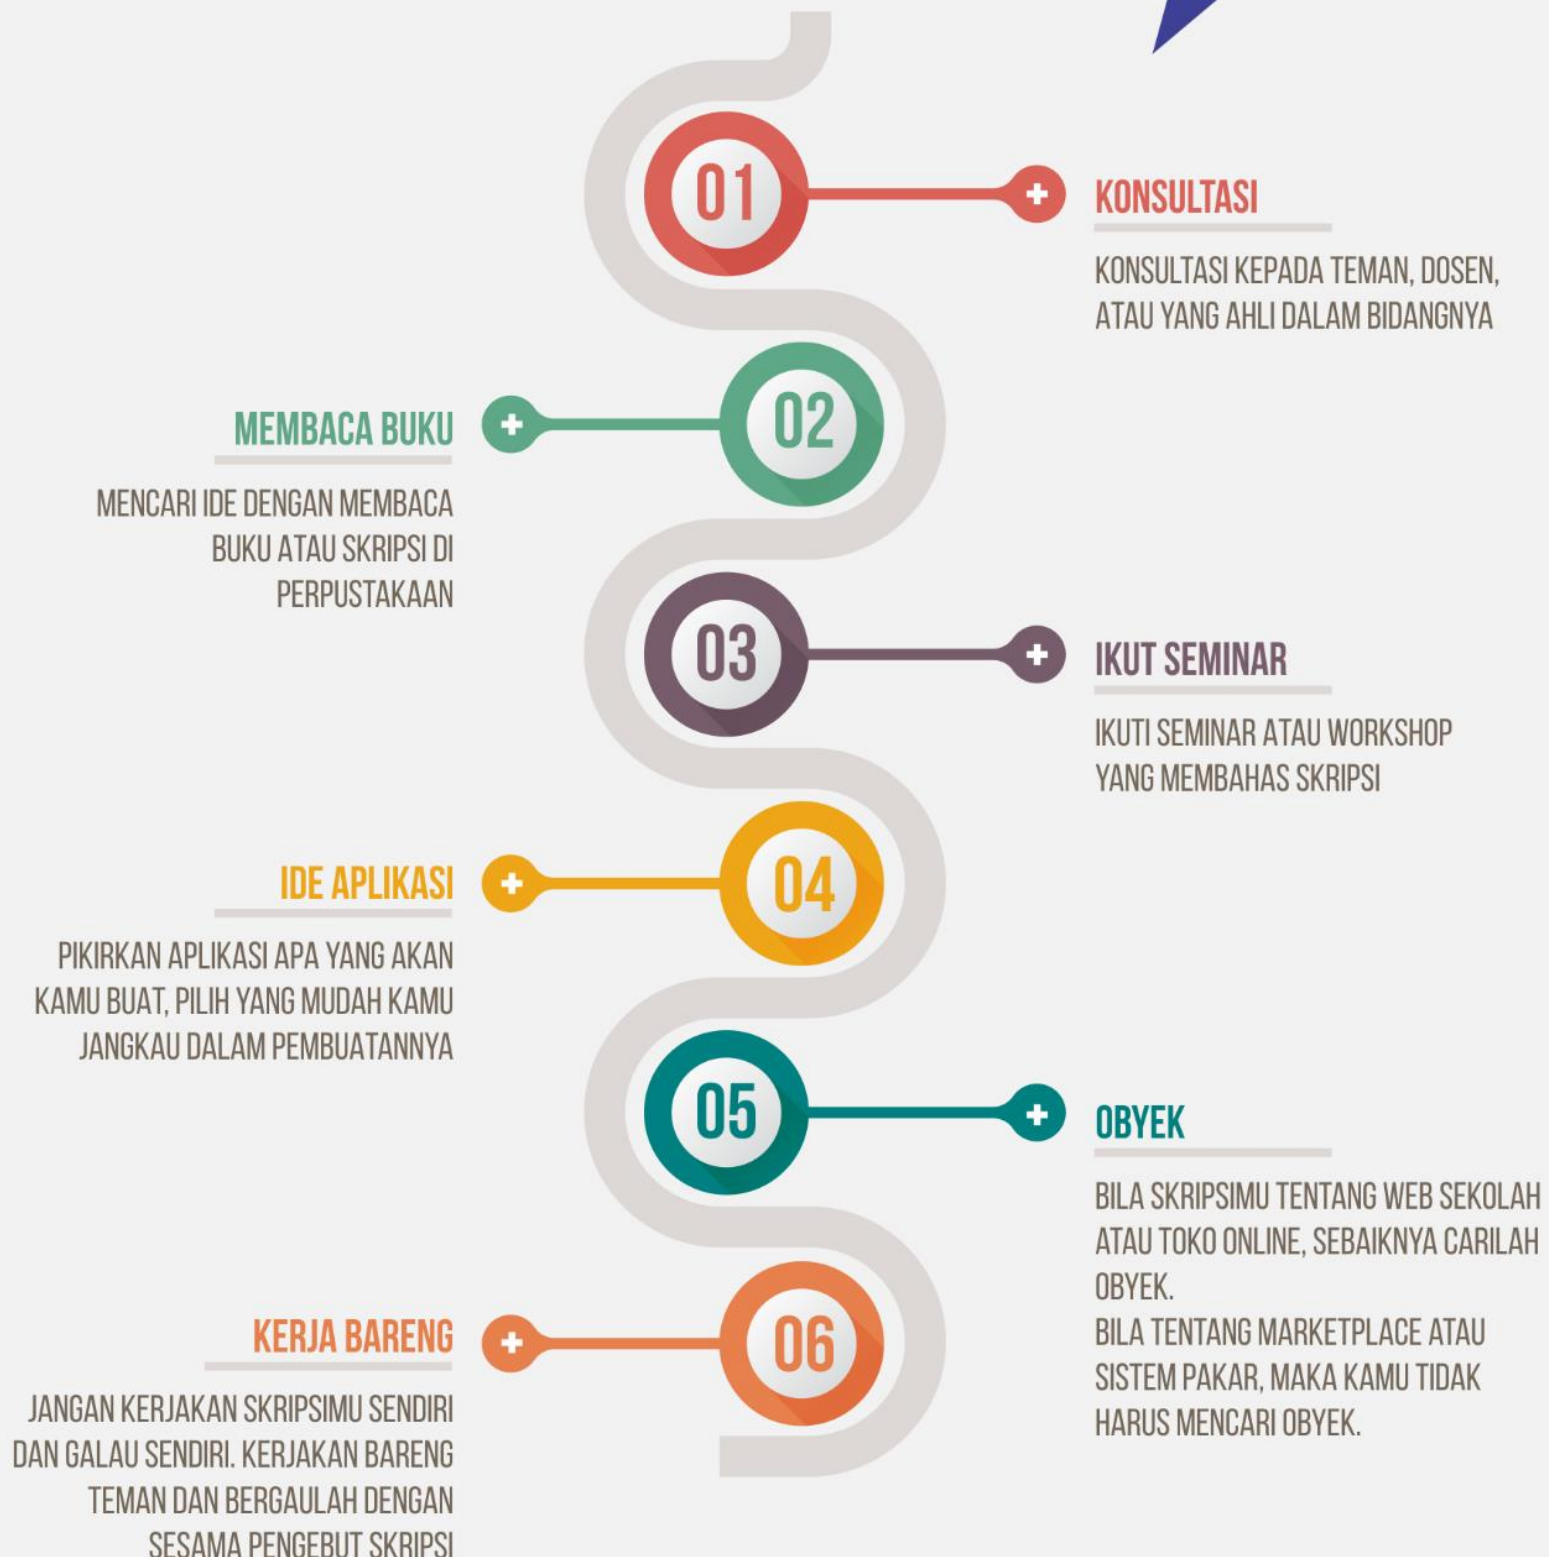 01
KONSULTASI
KONSULTASI KEPADA TEMAN, DOSEN,
ATAU YANG AHLI DALAM BIDANGNYA
02
MEMBACA BUKU
MENCARI IDE DENGAN MEMBACA
BUKU ATAU SKRIPSI DI
PERPUSTAKAAN
03
IKUT SEMINAR
IKUTI SEMINAR ATAU WORKSHOP
YANG MEMBAHAS SKRIPSI
04
IDE APLIKASI
PIKIRKAN APLIKASI APA YANG AKAN
KAMU BUAT, PILIH YANG MUDAH KAMU
JANGKAU DALAM PEMBUATANNYA
05
OBYEK
BILA SKRIPSIMU TENTANG WEB SEKOLAH
ATAU TOKO ONLINE, SEBAIKNYA CARILAH
OBYEK.
BILA TENTANG MARKETPLACE ATAU
SISTEM PAKAR, MAKA KAMU TIDAK
HARUS MENCARI OBYEK.
06
KERJA BARENG
JANGAN KERJAKAN SKRIPSIMU SENDIRI
DAN GALAU SENDIRI. KERJAKAN BARENG
TEMAN DAN BERGAULAH DENGAN
SESAMA PENGEBUT SKRIPSI